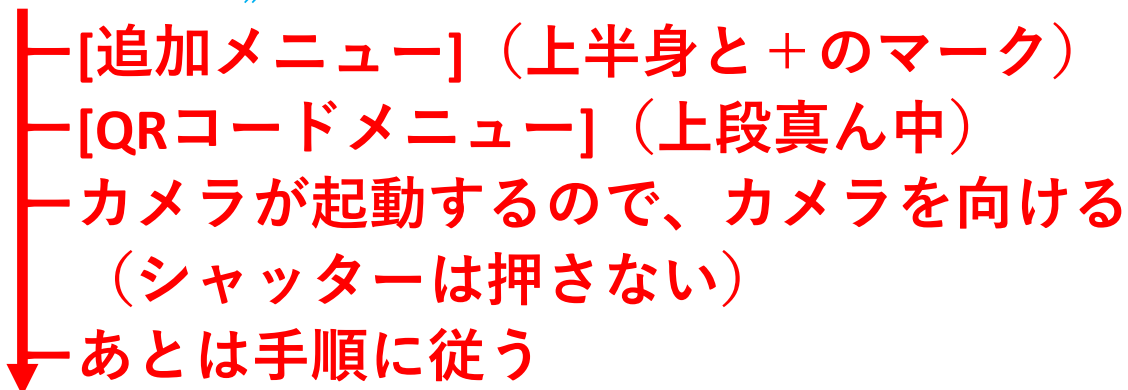 [追加メニュー]（上半身と＋のマーク）
[QRコードメニュー]（上段真ん中）
カメラが起動するので、カメラを向ける
（シャッターは押さない）
あとは手順に従う